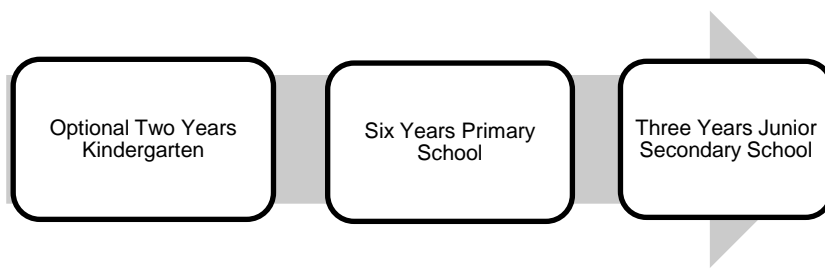 Optional Two Years
Kindergarten
Six Years Primary
School
Three Years Junior
Secondary School